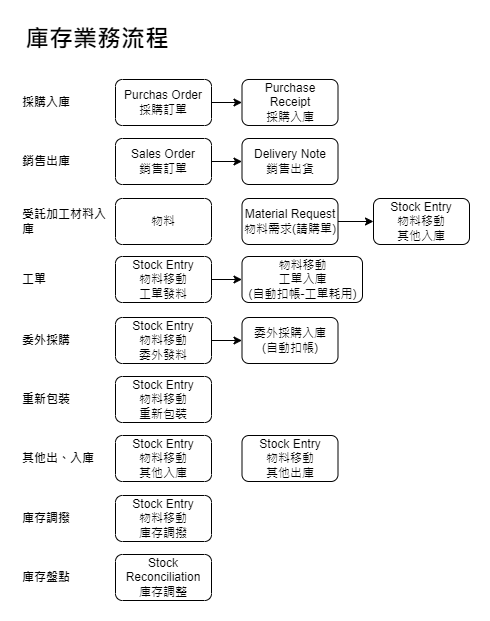 庫存業務流程
採購入庫
Purchas Order
採購訂單
Purchase
Receipt
採購入庫
銷售出庫
Sales Order
銷售訂單
Delivery Note
銷售出貨
受託加工材料入
庫
物料
Material Request
物料需求(請購單)
Stock Entry
物料移動
其他入庫
工單
Stock Entry
物料移動
工單發料
物料移動
工單入庫
(自動扣帳-工單耗用)
委外採購
Stock Entry
物料移動
委外發料
委外採購入庫
(自動扣帳)
重新包裝
Stock Entry
物料移動
重新包裝
其他出、入庫
Stock Entry
物料移動
其他入庫
Stock Entry
物料移動
其他出庫
庫存調撥
Stock Entry
物料移動
庫存調撥
庫存盤點
Stock
Reconciliation
庫存調整